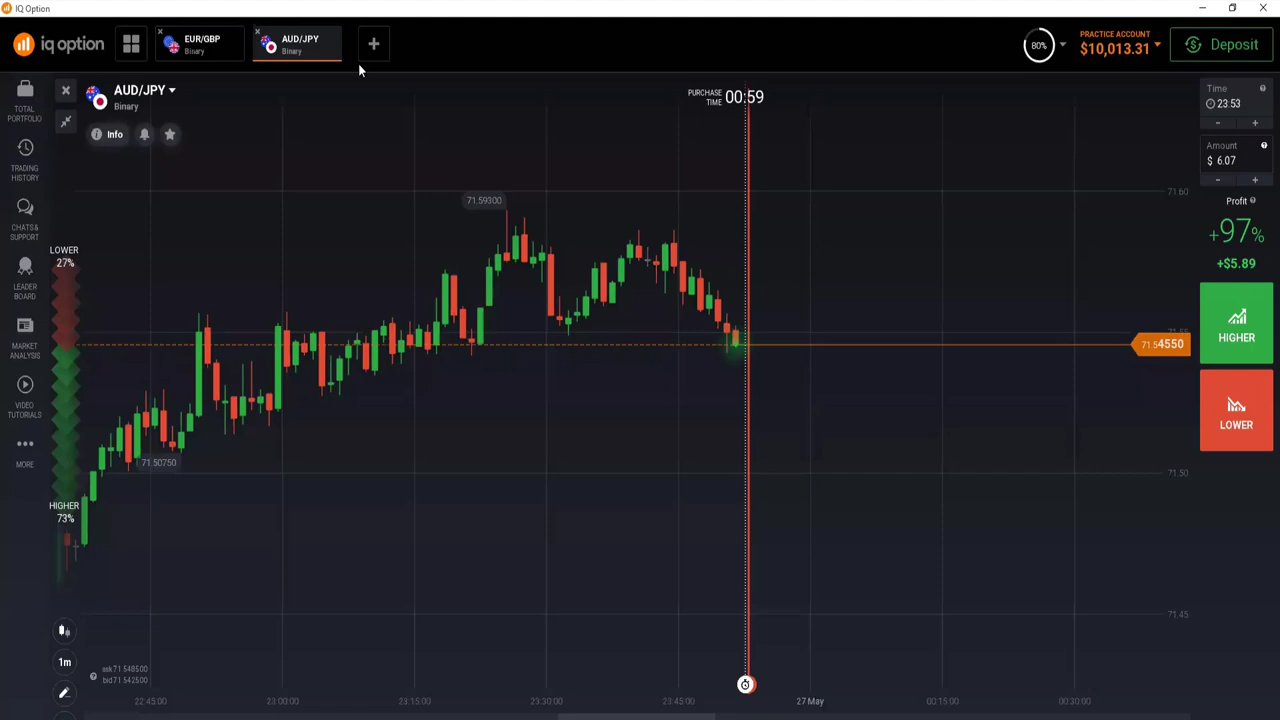 IQ Option
iq option
EUR/GBP
Binary
AUD/JPY
Binary
80%
PRACTICE ACCOUNT
$10,013.31
Deposit
TOTAL
PORTFOLIO
TRADING
HISTORY
CHATS &
SUPPORT
LEADER
BOARD
MARKET
ANALYSIS
VIDEO
TUTORIALS
MORE
AUD/JPY
Binary
Info
LOWER
27%
HIGHER
73%
1m
ask 71.548500
bid 71.542500
PURCHASE
TIME
00:59
71.59300
71.50750
71.60
71.55
71.54550
71.50
71.45
22:45:00
23:00:00
23:15:00
23:30:00
23:45:00
27 May
00:15:00
00:30:00
Time
23:53
- +
Amount
$ 6.07
- +
Profit
+97%
+$5.89
HIGHER
LOWER